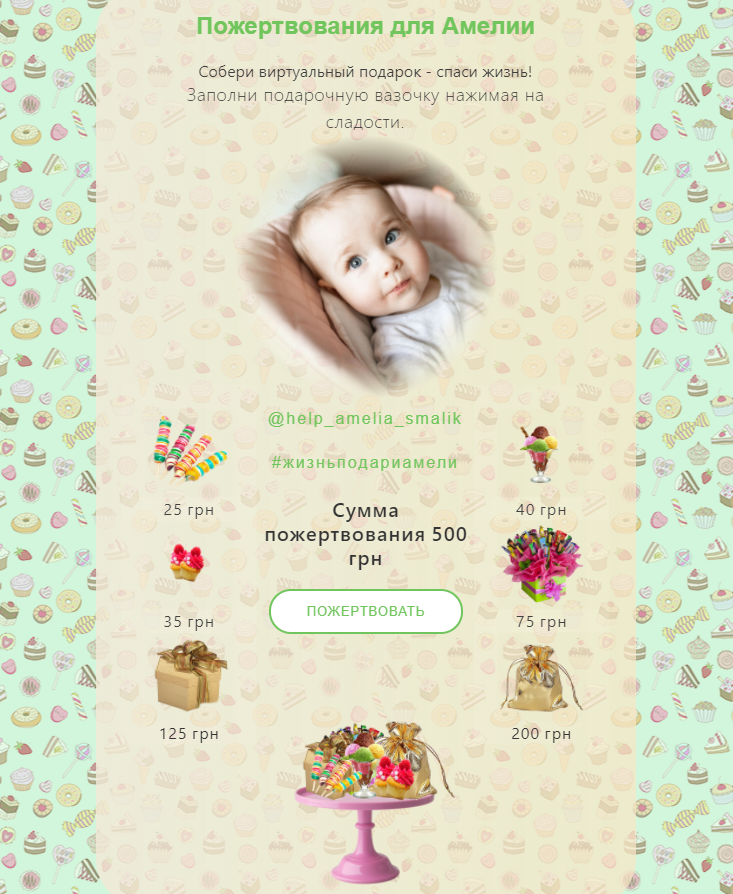 Пожертвования для Амелии
Собери виртуальный подарок - спаси жизнь!
Заполни подарочную вазочку нажимая на
сладости.
@help_amelia_smalik
#жизньподариамели
25 грн
40 грн
Сумма
пожертвования 500
грн
ПОЖЕРТВОВАТЬ
35 грн
75 грн
125 грн
200 грн